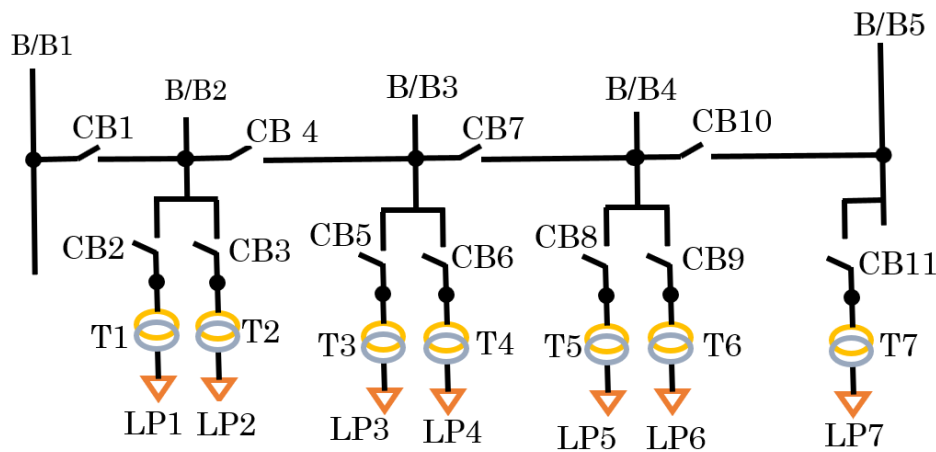 B/B1
B/B2
B/B3
B/B4
B/B5
CB1
CB 4
CB7
CB10
CB2
CB3
CB5
CB6
CB8
CB9
CB11
T1
T2
T3
T4
T5
T6
T7
LP1
LP2
LP3
LP4
LP5
LP6
LP7